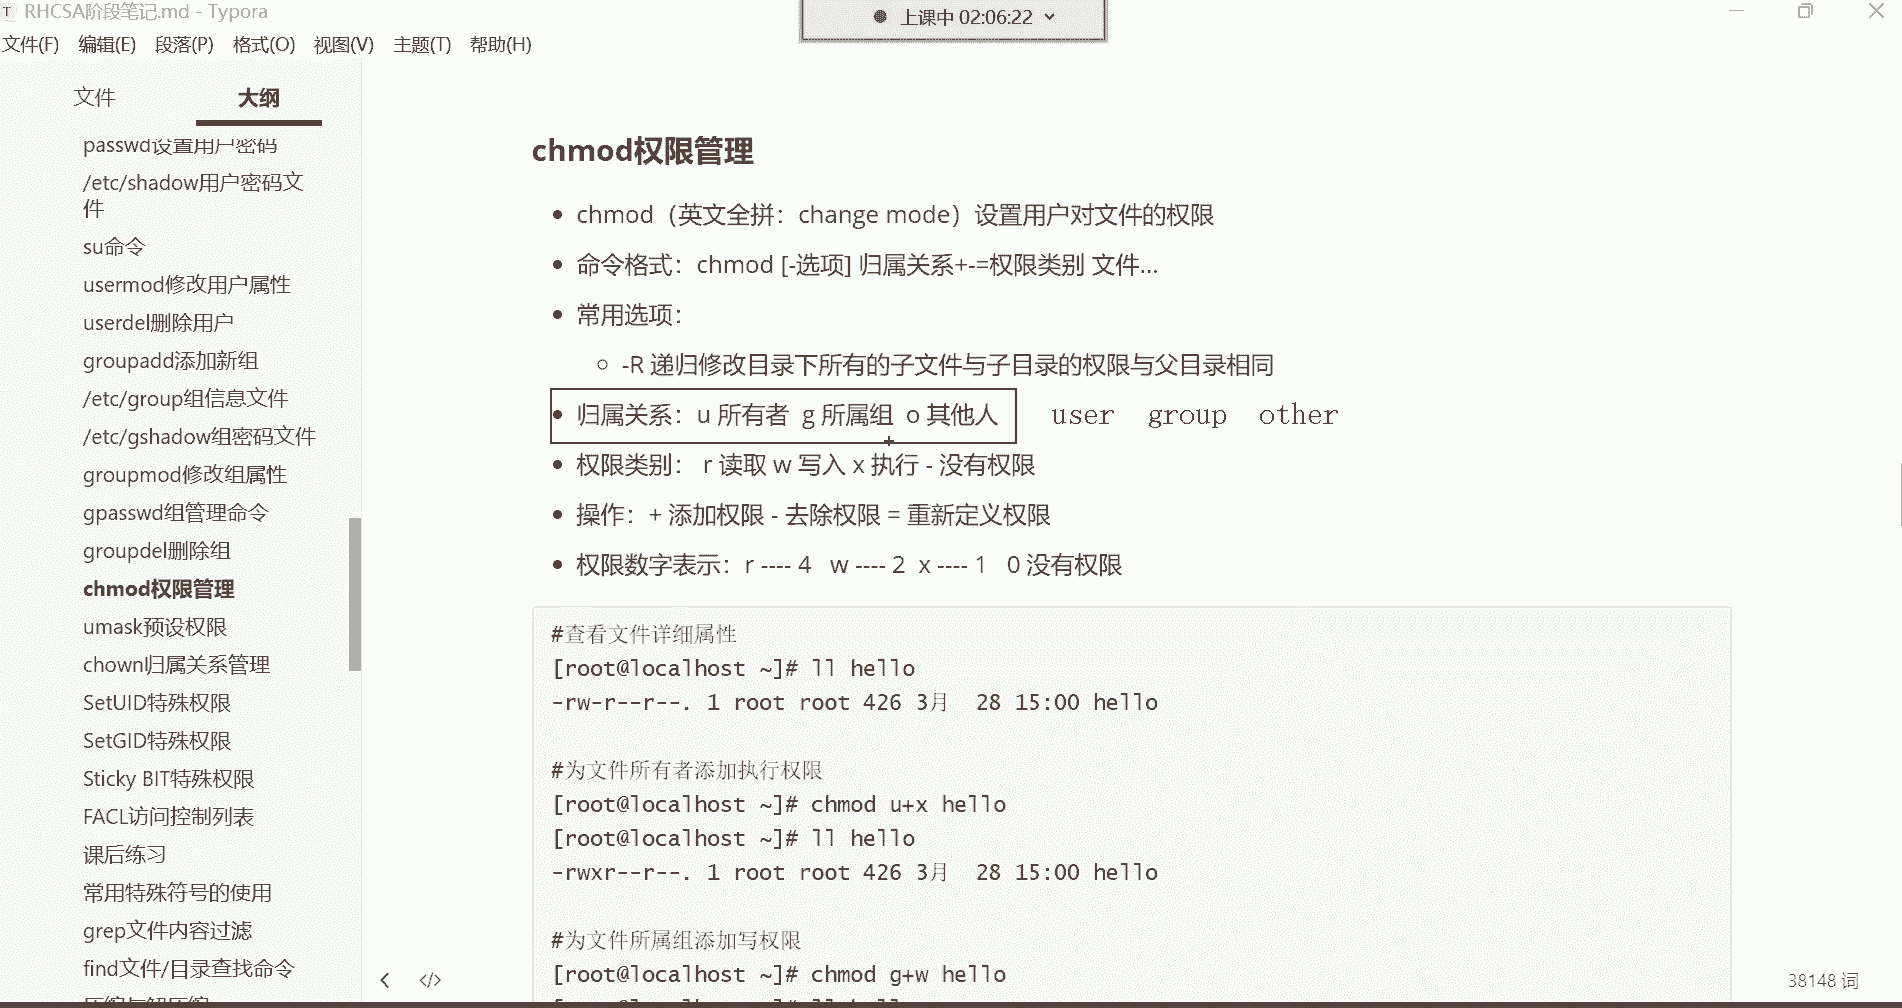 RHCSA阶段笔记.md - Typora
上课中 02:06:22
文件(F) 编辑(E) 段落(P) 格式(O) 视图(V) 主题(T) 帮助(H)
文件 大纲
passwd设置用户密码
/etc/shadow用户密码文
件
su命令
usermod修改用户属性
userdel删除用户
groupadd添加新组
/etc/group组信息文件
/etc/gshadow组密码文件
groupmod修改组属性
gpasswd组管理命令
groupdel删除组
chmod权限管理
umask预设权限
chown归属关系管理
SetUID特殊权限
SetGID特殊权限
Sticky BIT特殊权限
FACL访问控制列表
课后练习
常用特殊符号的使用
grep文件内容过滤
find文件/目录查找命令
压缩与解压缩
chmod权限管理
chmod（英文全拼：change mode）设置用户对文件的权限
命令格式：chmod [-选项] 归属关系+-=权限类别 文件...
常用选项：
-R 递归修改目录下所有的子文件与子目录的权限与父目录相同
归属关系：u 所有者 g 所属组 o 其他人 user group other
权限类别： r 读取 w 写入 x 执行 - 没有权限
操作：+ 添加权限 - 去除权限 = 重新定义权限
权限数字表示：r ---- 4 w ---- 2 x ---- 1 0 没有权限
#查看文件详细属性
[root@localhost ~]# ll hello
-rw-r--r--. 1 root root 426 3月 28 15:00 hello
#为文件所有者添加执行权限
[root@localhost ~]# chmod u+x hello
[root@localhost ~]# ll hello
-rwxr--r--. 1 root root 426 3月 28 15:00 hello
#为文件所属组添加写权限
[root@localhost ~]# chmod g+w hello
38148 词